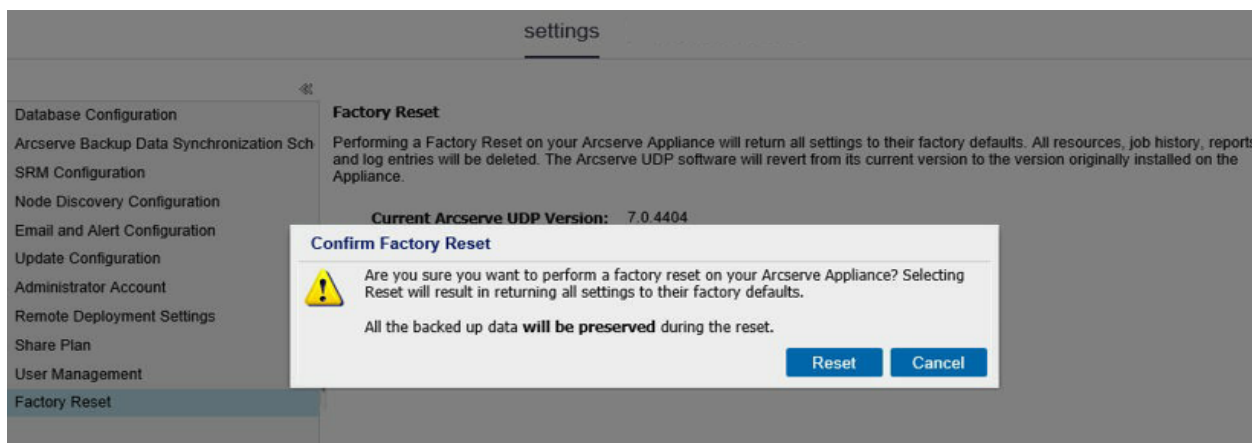 settings
Database Configuration
Arcserve Backup Data Synchronization Sch
SRM Configuration
Node Discovery Configuration
Email and Alert Configuration
Update Configuration
Administrator Account
Remote Deployment Settings
Share Plan
User Management
Factory Reset
Factory Reset
Performing a Factory Reset on your Arcserve Appliance will return all settings to their factory defaults. All resources, job history, reports
and log entries will be deleted. The Arcserve UDP software will revert from its current version to the version originally installed on the
Appliance.
Current Arcserve UDP Version: 7.0.4404
Confirm Factory Reset
Are you sure you want to perform a factory reset on your Arcserve Appliance? Selecting
Reset will result in returning all settings to their factory defaults.
All the backed up data will be preserved during the reset.
Reset Cancel